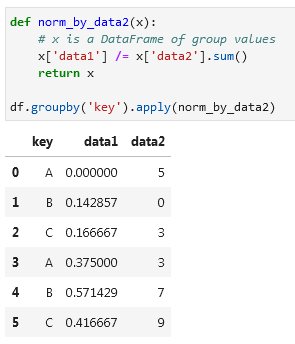 def norm_by_data2(x):
    # x is a DataFrame of group values
    x['data1'] /= x['data2'].sum()
    return x
df.groupby('key').apply(norm_by_data2)
key data1 data2
0 A 0.000000 5
1 B 0.142857 0
2 C 0.166667 3
3 A 0.375000 3
4 B 0.571429 7
5 C 0.416667 9